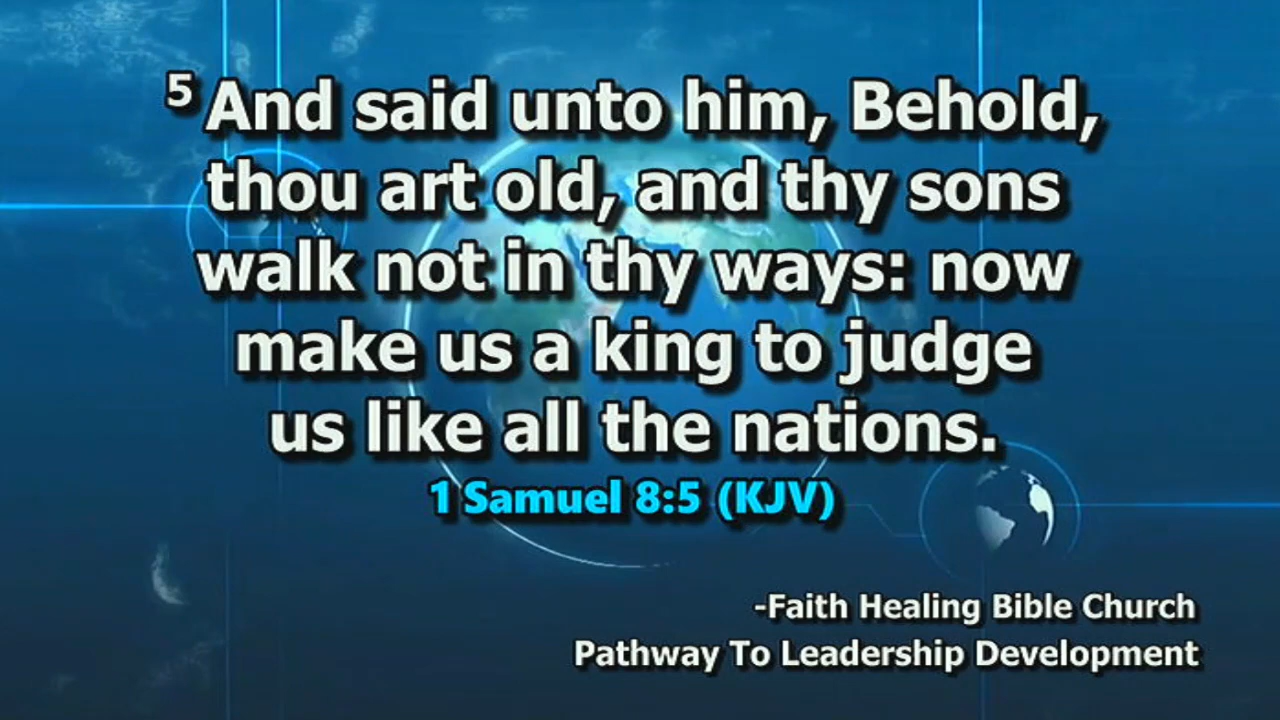 5 And said unto him, Behold,
thou art old, and thy sons
walk not in thy ways: now
make us a king to judge
us like all the nations.
1 Samuel 8:5 (KJV)
-Faith Healing Bible Church
Pathway To Leadership Development